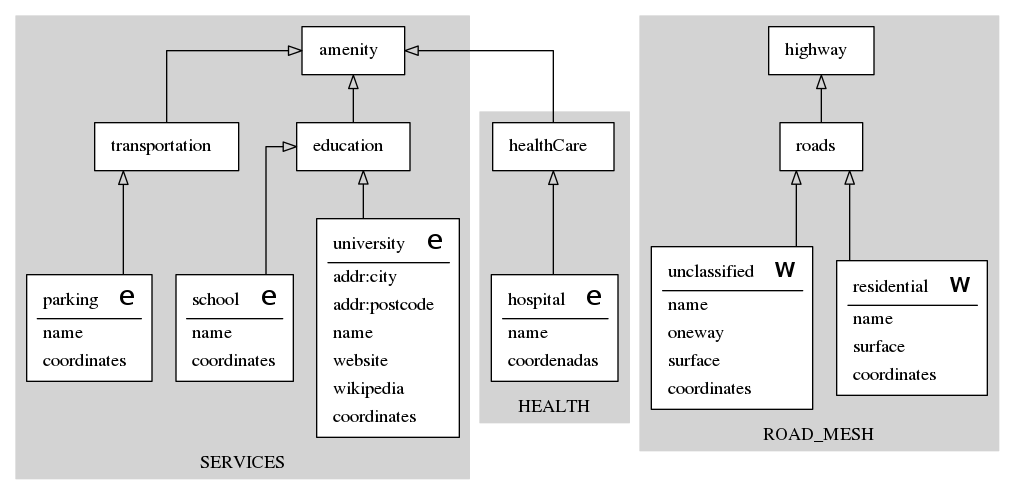 amenity
transportation
education
university e
addr:city
addr:postcode
name
website
wikipedia
coordinates
parking e
name
coordinates
school e
name
coordinates
SERVICES
healthCare
hospital e
name
coordenadas
HEALTH
highway
roads
unclassified w
name
oneway
surface
coordinates
residential w
name
surface
coordinates
ROAD_MESH